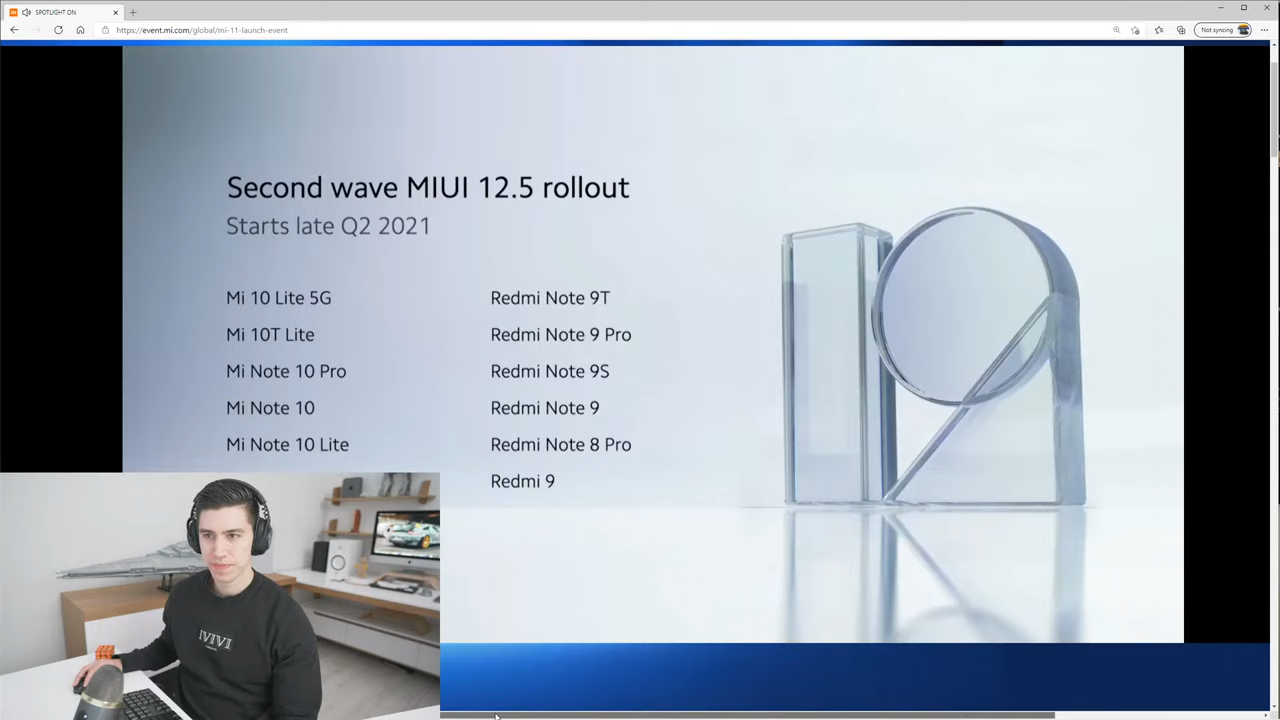 SPOTLIGHT ON
https://event.mi.com/global/mi-11-launch-event
Not syncing
Second wave MIUI 12.5 rollout
Starts late Q2 2021
Mi 10 Lite 5G
Mi 10T Lite
Mi Note 10 Pro
Mi Note 10
Mi Note 10 Lite
Redmi Note 9T
Redmi Note 9 Pro
Redmi Note 9S
Redmi Note 9
Redmi Note 8 Pro
Redmi 9